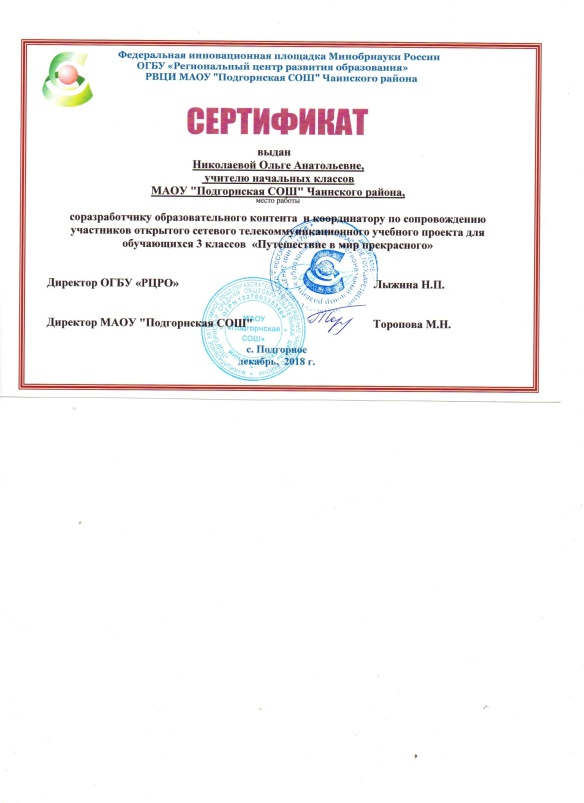 Федеральная инновационная площадка Минобрнауки России
ОГБУ «Региональный центр развития образования»
РВЦИ МАОУ "Подгорнская СОШ" Чаинского района
СЕРТИФИКАТ
выдан
Николаевой Ольге Анатольевне,
учителю начальных классов
МАОУ "Подгорнская СОШ" Чаинского района,
место работы
соразработчику образовательного контента и координатору по сопровождению
участников открытого сетевого телекоммуникационного учебного проекта для
обучающихся 3 классов «Путешествие в мир прекрасного»
Директор ОГБУ «РЦРО» Лыжина Н.П.
Директор МАОУ "Подгорнская СОШ" Торопова М.Н.
МАОУ
«Подгорнская
СОШ»
с. Подгорное
декабрь, 2018 г.